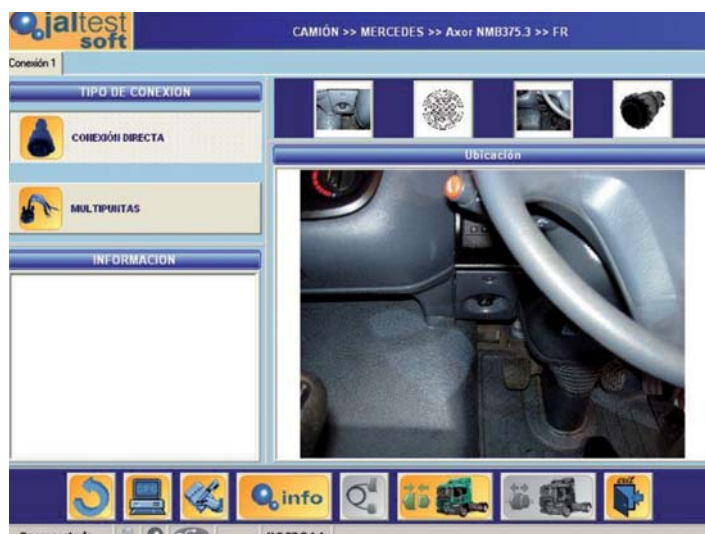 jaltest
soft
CAMIÓN >> MERCEDES >> Axor NMB375.3 >> FR
Conexión 1
TIPO DE CONEXION
CONEXIÓN DIRECTA
MULTIPUNTAS
INFORMACION
Ubicación
info
exit